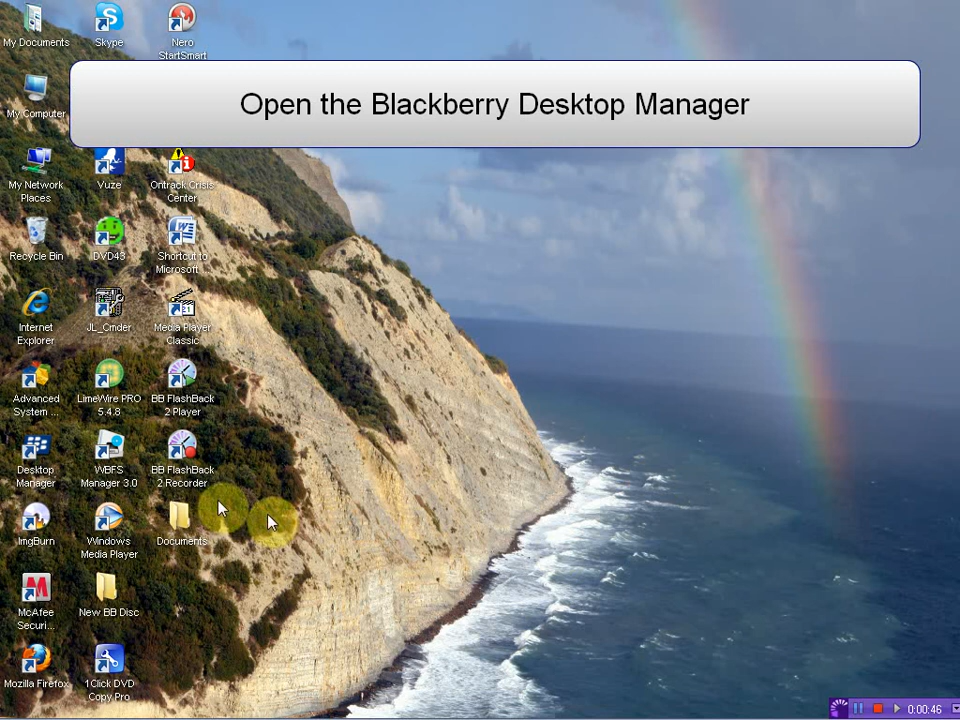 My Documents
Skype
Nero
StartSmart
Open the Blackberry Desktop Manager
My Computer
My Network
Places
Vuze
Ontrack Crisis
Center
Recycle Bin
DVD43
Shortcut to
Microsoft ...
Internet
Explorer
JL_Cmder
Media Player
Classic
Advanced
System ...
LimeWire PRO
5.4.8
BB FlashBack
2 Player
Desktop
Manager
WBFS
Manager 3.0
BB FlashBack
2 Recorder
ImgBurn
Windows
Media Player
Documents
McAfee
Securi...
New BB Disc
Mozilla Firefox
1Click DVD
Copy Pro
0:00:46